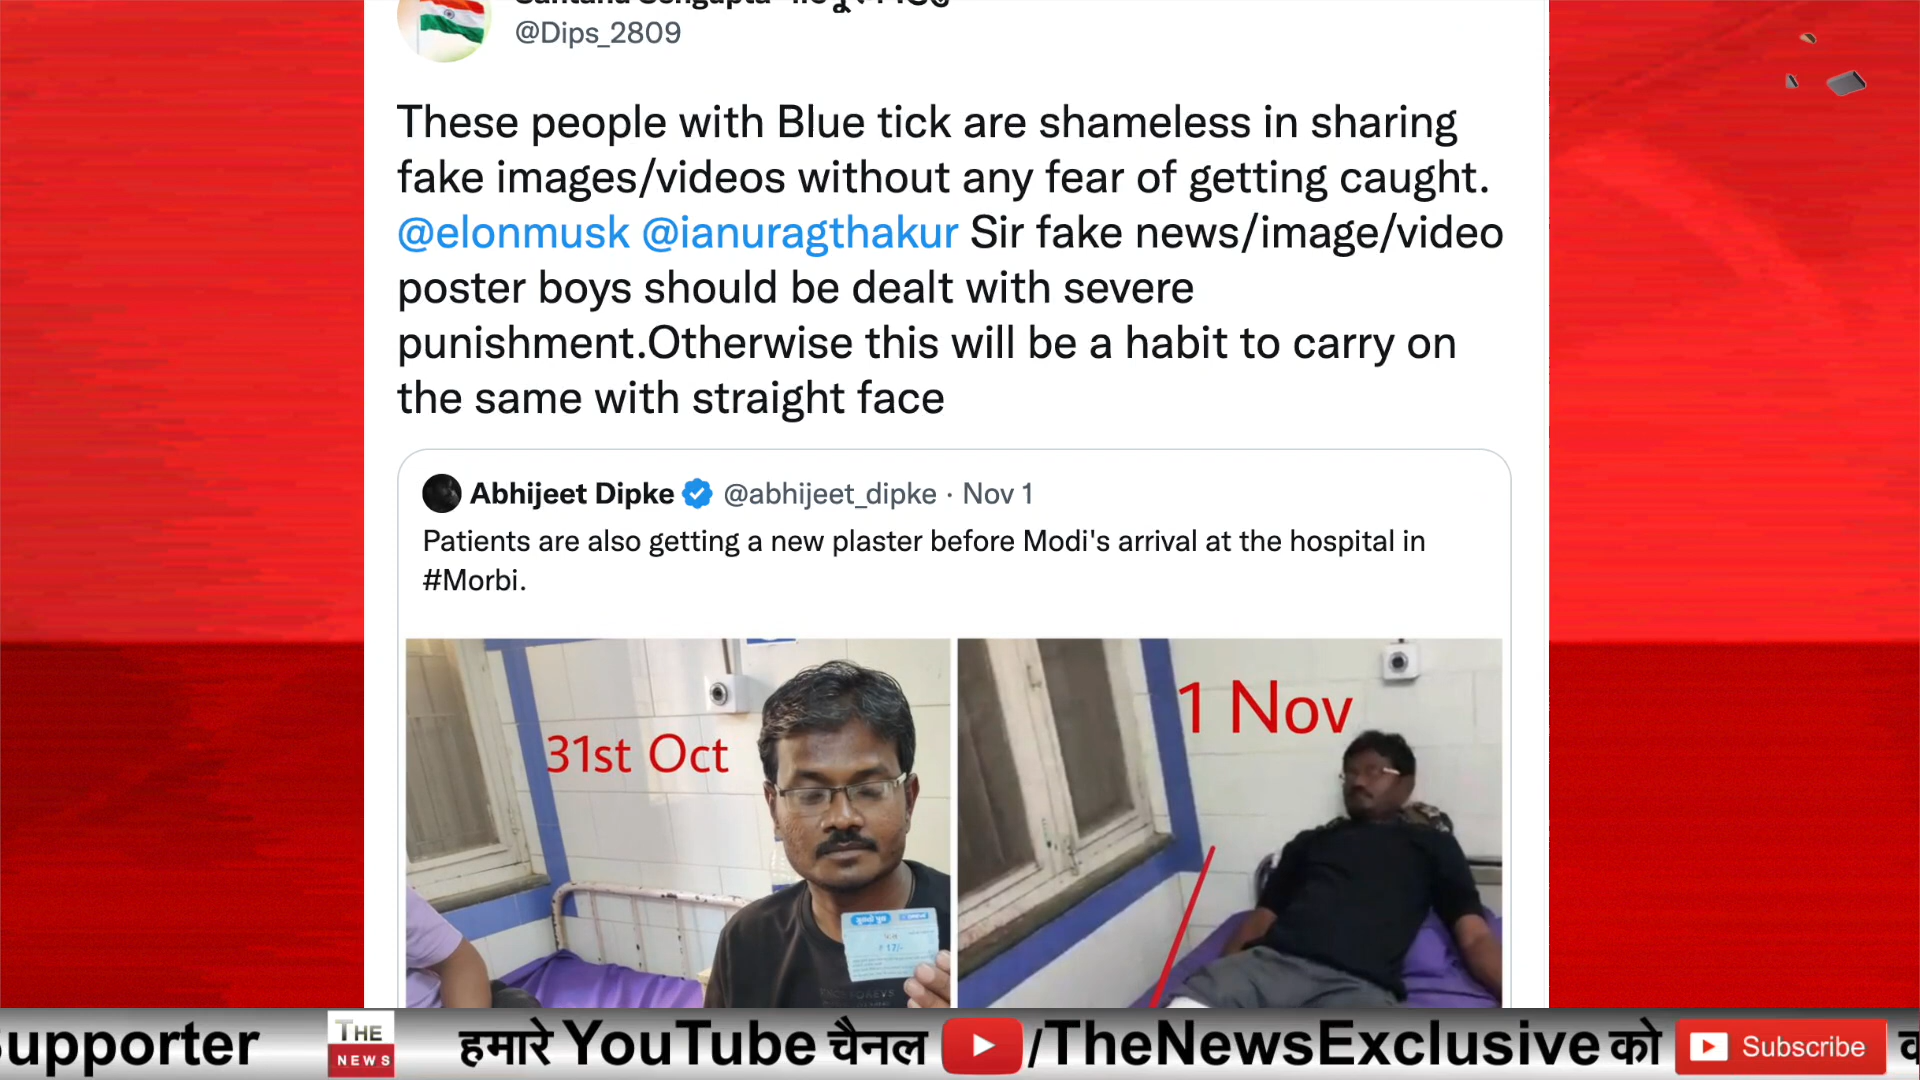 @Dips_2809
These people with Blue tick are shameless in sharing
fake images/videos without any fear of getting caught.
@elonmusk @ianuragthakur Sir fake news/image/video
poster boys should be dealt with severe
punishment.Otherwise this will be a habit to carry on
the same with straight face
Abhijeet Dipke @abhijeet_dipke · Nov 1
Patients are also getting a new plaster before Modi's arrival at the hospital in
#Morbi.
31st Oct
1 Nov
₹ 17/-
upporter THE NEWS हमारे YouTube चैनल /TheNewsExclusive को Subscribe